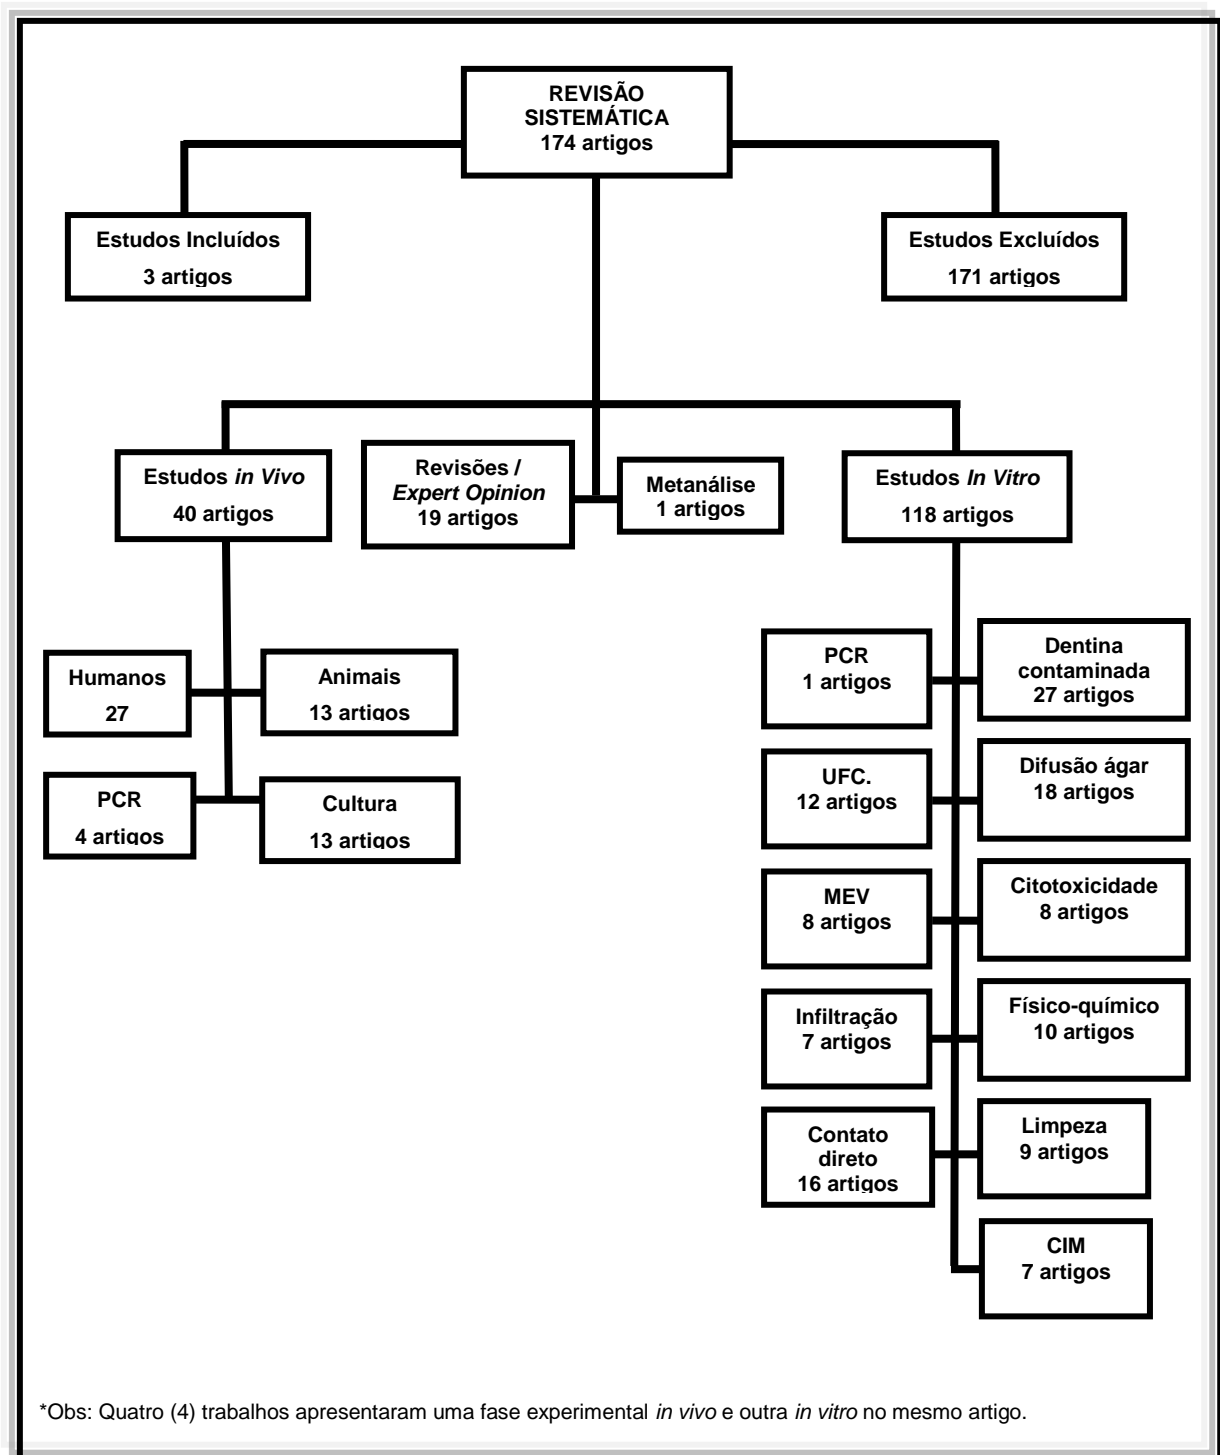 REVISÃO
SISTEMÁTICA
174 artigos
Estudos Incluídos
3 artigos
Estudos Excluídos
171 artigos
Estudos in Vivo
40 artigos
Revisões /
Expert Opinion
19 artigos
Metanálise
1 artigos
Estudos In Vitro
118 artigos
Humanos
27
Animais
13 artigos
PCR
4 artigos
Cultura
13 artigos
PCR
1 artigos
Dentina
contaminada
27 artigos
UFC.
12 artigos
Difusão ágar
18 artigos
MEV
8 artigos
Citotoxicidade
8 artigos
Infiltração
7 artigos
Físico-químico
10 artigos
Contato
direto
16 artigos
Limpeza
9 artigos
CIM
7 artigos
*Obs: Quatro (4) trabalhos apresentaram uma fase experimental in vivo e outra in vitro no mesmo artigo.